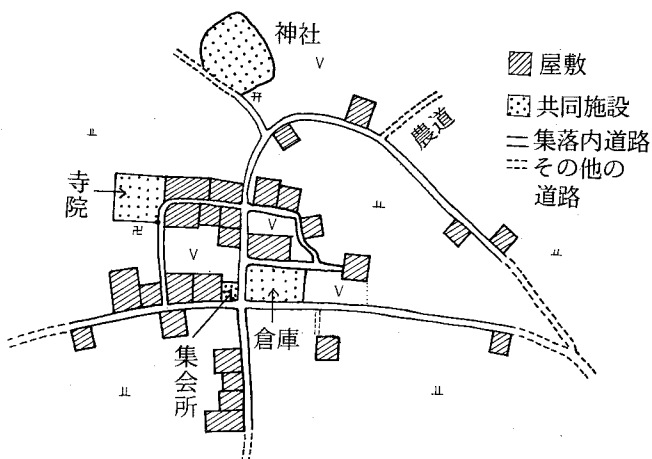 神社
屋敷
共同施設
集落内道路
その他の
道路
農道
寺院
倉庫
集会所